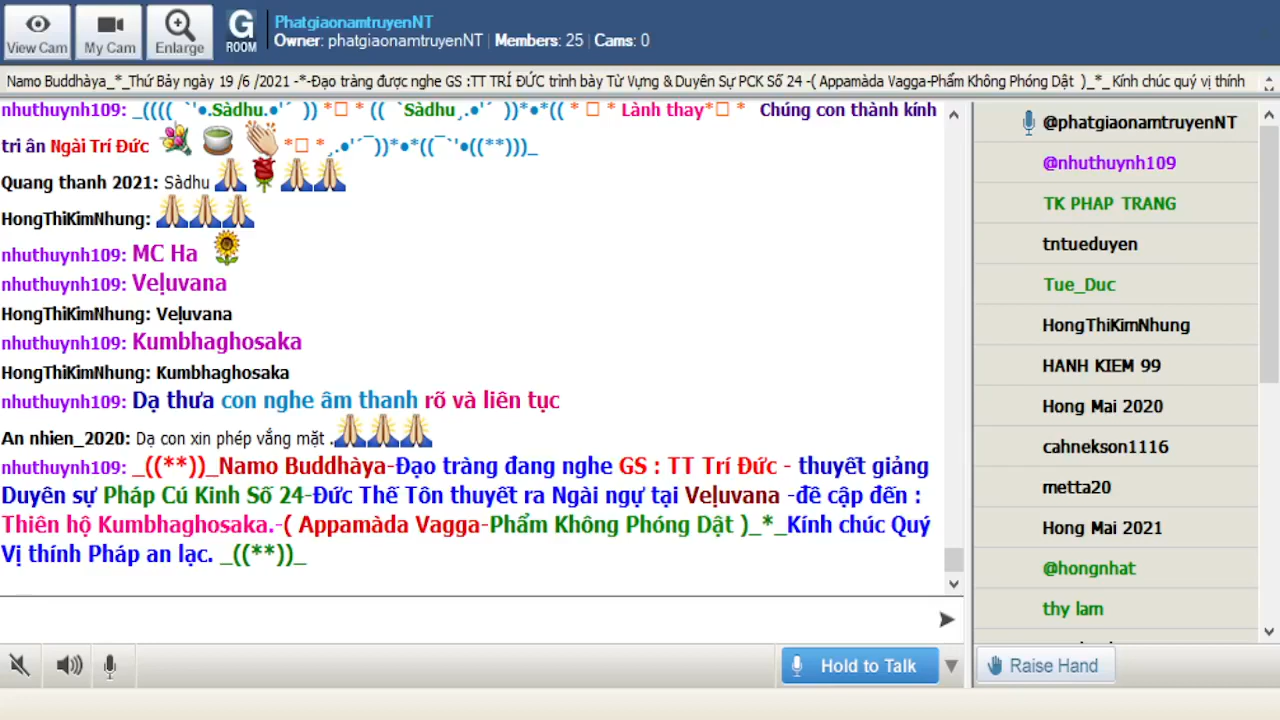 View Cam
My Cam
Enlarge
G
ROOM
PhatgiaonamtruyenNT
Owner: phatgiaonamtruyenNT | Members: 25 | Cams: 0
Namo Buddhàya_*_Thứ Bảy ngày 19 /6 /2021 -*-Đạo tràng được nghe GS :TT TRÍ ĐỨC trình bày Từ Vựng & Duyên Sự PCK Số 24 -( Appamàda Vagga-Phẩm Không Phóng Dật )_*_Kính chúc quý vị thính
nhuthuynh109: _(((( `'•.Sàdhu.•'´ )) *▯ * (( `Sàdhu¸.•'´ ))*•*(( * ▯ * Lành thay*▯ * Chúng con thành kính
tri ân Ngài Trí Đức *▯ *¸.•'´¯))*•*((¯`'•((**)))_
Quang thanh 2021: Sàdhu
HongThiKimNhung:
nhuthuynh109: MC Ha
nhuthuynh109: Veḷuvana
HongThiKimNhung: Veḷuvana
nhuthuynh109: Kumbhaghosaka
HongThiKimNhung: Kumbhaghosaka
nhuthuynh109: Dạ thưa con nghe âm thanh rõ và liên tục
An nhien_2020: Dạ con xin phép vắng mặt .
nhuthuynh109: _((**))_Namo Buddhàya-Đạo tràng đang nghe GS : TT Trí Đức - thuyết giảng
Duyên sự Pháp Cú Kinh Số 24-Đức Thế Tôn thuyết ra Ngài ngự tại Veḷuvana -đề cập đến :
Thiên hộ Kumbhaghosaka.-( Appamàda Vagga-Phẩm Không Phóng Dật )_*_Kính chúc Quý
Vị thính Pháp an lạc. _((**))_
@phatgiaonamtruyenNT
@nhuthuynh109
TK PHAP TRANG
tntueduyen
Tue_Duc
HongThiKimNhung
HANH KIEM 99
Hong Mai 2020
cahnekson1116
metta20
Hong Mai 2021
@hongnhat
thy lam
Hold to Talk
Raise Hand